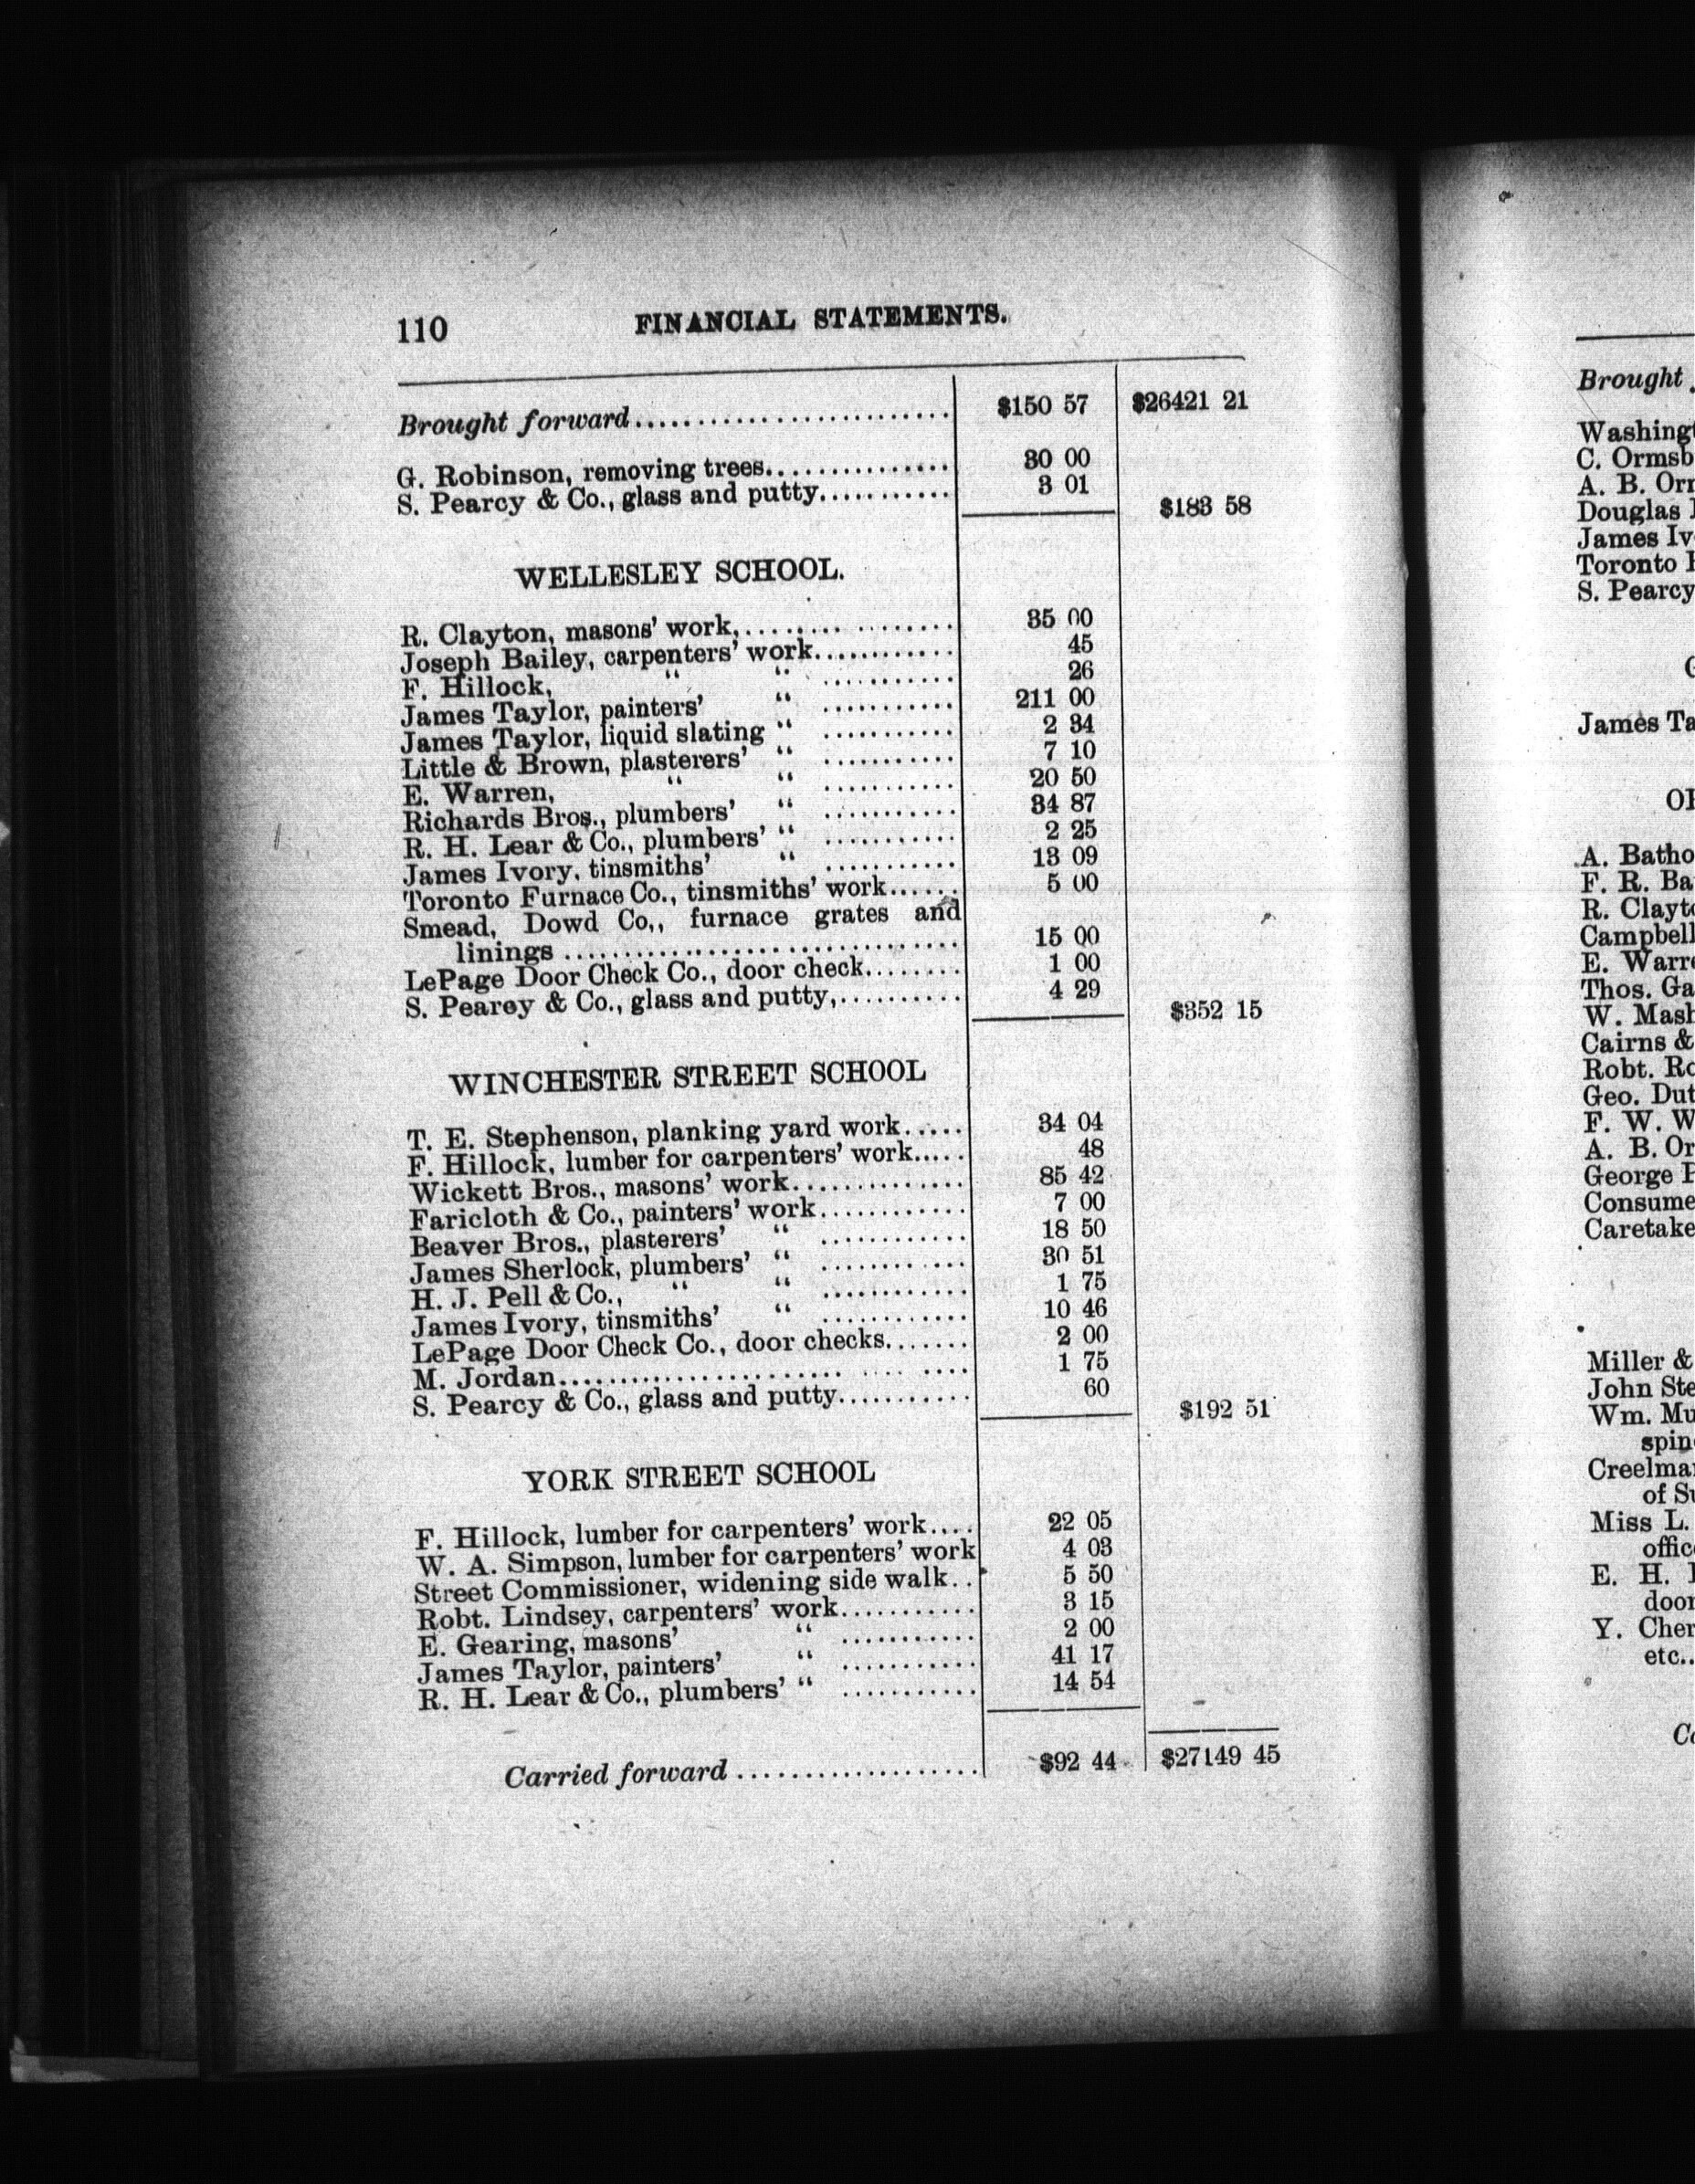 110 FINANCIAL STATEMENTS.
Brought forward........................ $150 57 $26421 21
G. Robinson, removing trees............... 30 00
S. Pearcy & Co., glass and putty........... 3 01
$183 58
WELLESLEY SCHOOL.
R. Clayton, masons' work,................. 35 00
Joseph Bailey, carpenters' work............ 45
F. Hillock, “ “ ........... 26
James Taylor, painters' “ ........... 211 00
James Taylor, liquid slating “ ........... 2 34
Little & Brown, plasterers' “ ........... 7 10
E. Warren, “ “ ........... 20 50
Richards Bros., plumbers' “ ........... 34 87
R. H. Lear & Co., plumbers' “ ........... 2 25
James Ivory, tinsmiths' “ ........... 13 09
Toronto Furnace Co., tinsmiths' work...... 5 00
Smead, Dowd Co,, furnace grates and
linings ................................. 15 00
LePage Door Check Co., door check........ 1 00
S. Pearcy & Co., glass and putty,.......... 4 29
$352 15
WINCHESTER STREET SCHOOL
T. E. Stephenson, planking yard work..... 34 04
F. Hillock, lumber for carpenters' work..... 48
Wickett Bros., masons' work.............. 85 42
Faricloth & Co., painters' work............ 7 00
Beaver Bros., plasterers' “ ............ 18 50
James Sherlock, plumbers' “ ............ 30 51
H. J. Pell & Co., “ “ ............ 1 75
James Ivory, tinsmiths' “ ............ 10 46
LePage Door Check Co., door checks....... 2 00
M. Jordan............................... 1 75
S. Pearcy & Co., glass and putty........... 60
$192 51
YORK STREET SCHOOL
F. Hillock, lumber for carpenters' work.... 22 05
W. A. Simpson, lumber for carpenters' work 4 03
Street Commissioner, widening side walk.. 5 50
Robt. Lindsey, carpenters' work........... 3 15
E. Gearing, masons' “ ........... 2 00
James Taylor, painters' “ ........... 41 17
R. H. Lear & Co., plumbers' “ ........... 14 54
Carried forward ................... $92 44 $27149 45
Brought
C. Ormsb
A. B. Orr
Douglas
James Iv
Toronto
S. Pearcy
James Ta
A. Batho
F. R. Ba
R. Clayto
Campbell
E. Warre
Thos. Ga
W. Mash
Cairns &
Robt. Ro
Geo. Dut
F. W. W
A. B. Or
George
Consume
Caretake
Miller &
John Ste
Wm. Mu
spin
Creelma
of Su
Miss L.
offic
E. H.
door
Y. Cher
etc..